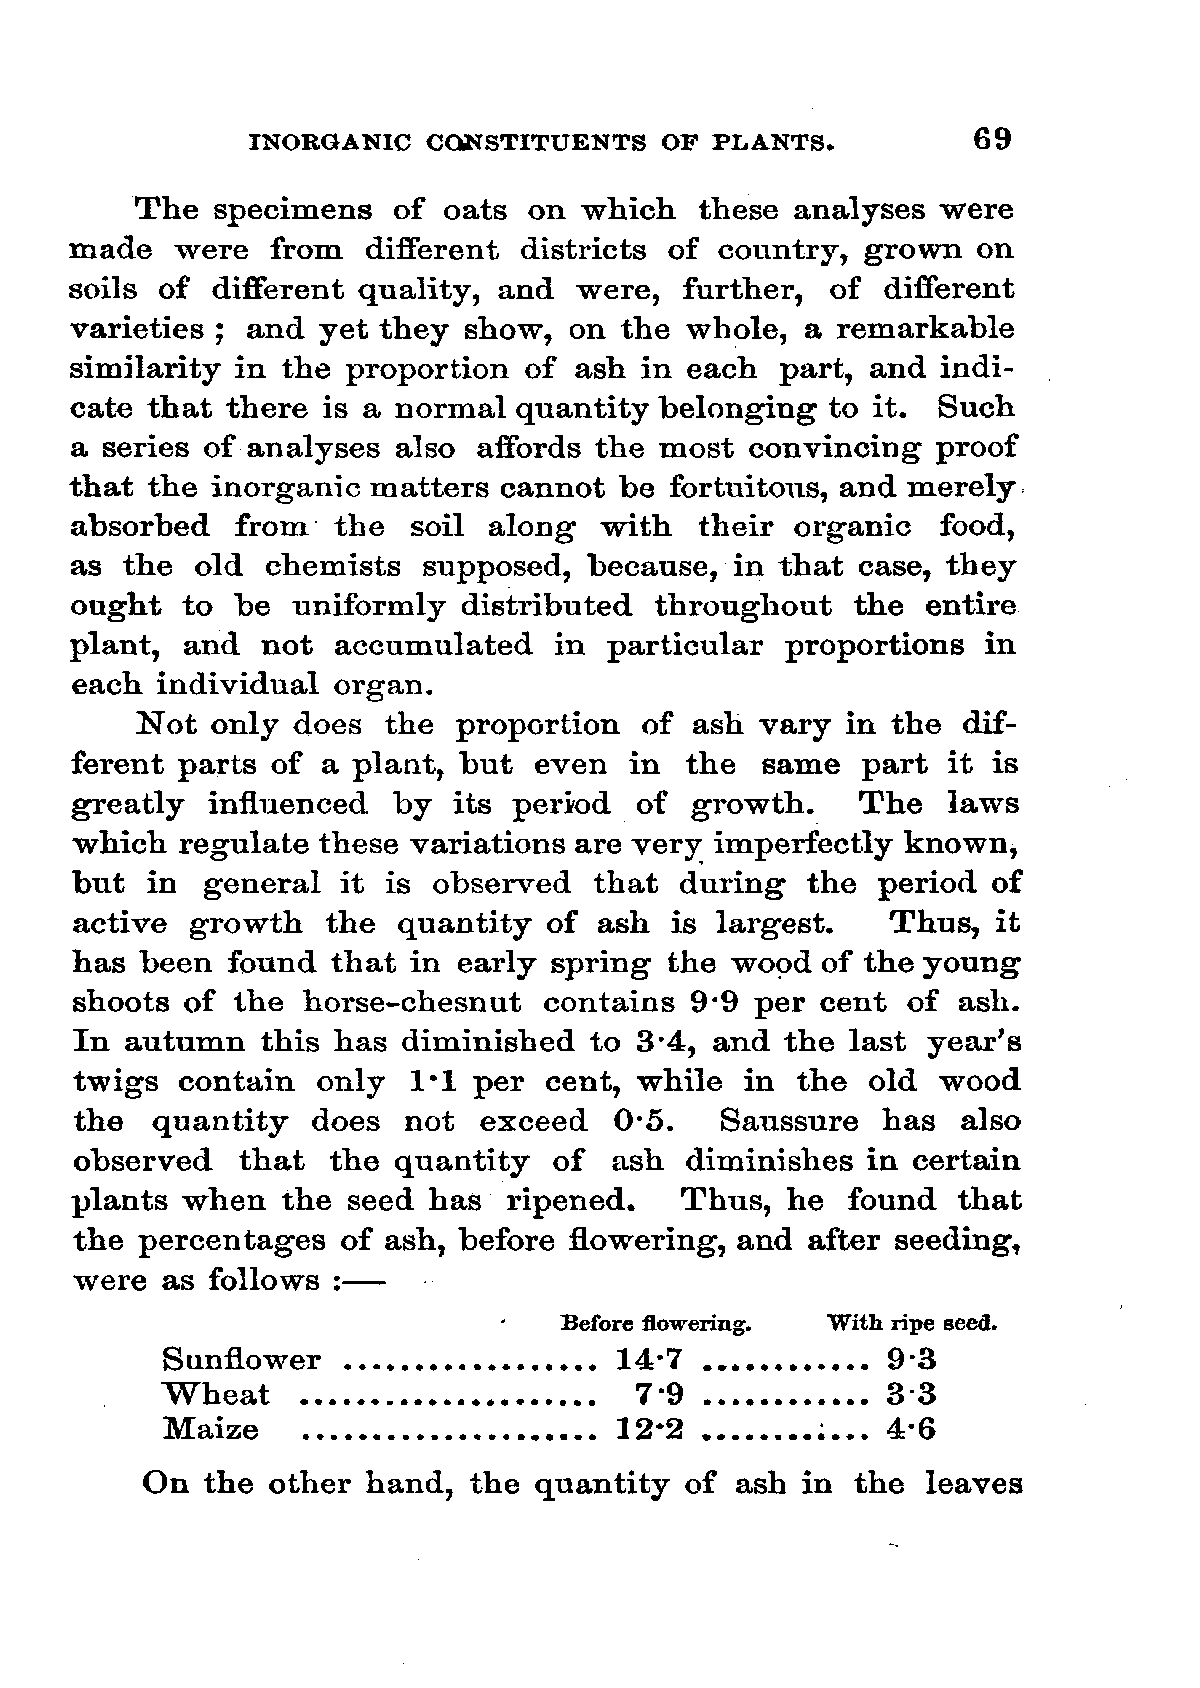 INORGANIC CONSTITUENTS OF PLANTS. 69
The specimens of oats on which these analyses were
made were from different districts of country, grown on
soils of different quality, and were, further, of different
varieties ; and yet they show, on the whole, a remarkable
similarity in the proportion of ash in each part, and indi-
cate that there is a normal quantity belonging to it. Such
a series of analyses also affords the most convincing proof
that the inorganic matters cannot be fortuitous, and merely
absorbed from the soil along with their organic food,
as the old chemists supposed, because, in that case, they
ought to be uniformly distributed throughout the entire
plant, and not accumulated in particular proportions in
each individual organ.
Not only does the proportion of ash vary in the dif-
ferent parts of a plant, but even in the same part it is
greatly influenced by its period of growth. The laws
which regulate these variations are very imperfectly known,
but in general it is observed that during the period of
active growth the quantity of ash is largest. Thus, it
has been found that in early spring the wood of the young
shoots of the horse-chesnut contains 9·9 per cent of ash.
In autumn this has diminished to 3·4, and the last year's
twigs contain only 1·1 per cent, while in the old wood
the quantity does not exceed 0·5. Saussure has also
observed that the quantity of ash diminishes in certain
plants when the seed has ripened. Thus, he found that
the percentages of ash, before flowering, and after seeding,
were as follows :—
Before flowering. With ripe seed.
Sunflower .................. 14·7 ............ 9·3
Wheat ..................... 7·9 ............ 3·3
Maize ..................... 12·2 ............ 4·6
On the other hand, the quantity of ash in the leaves